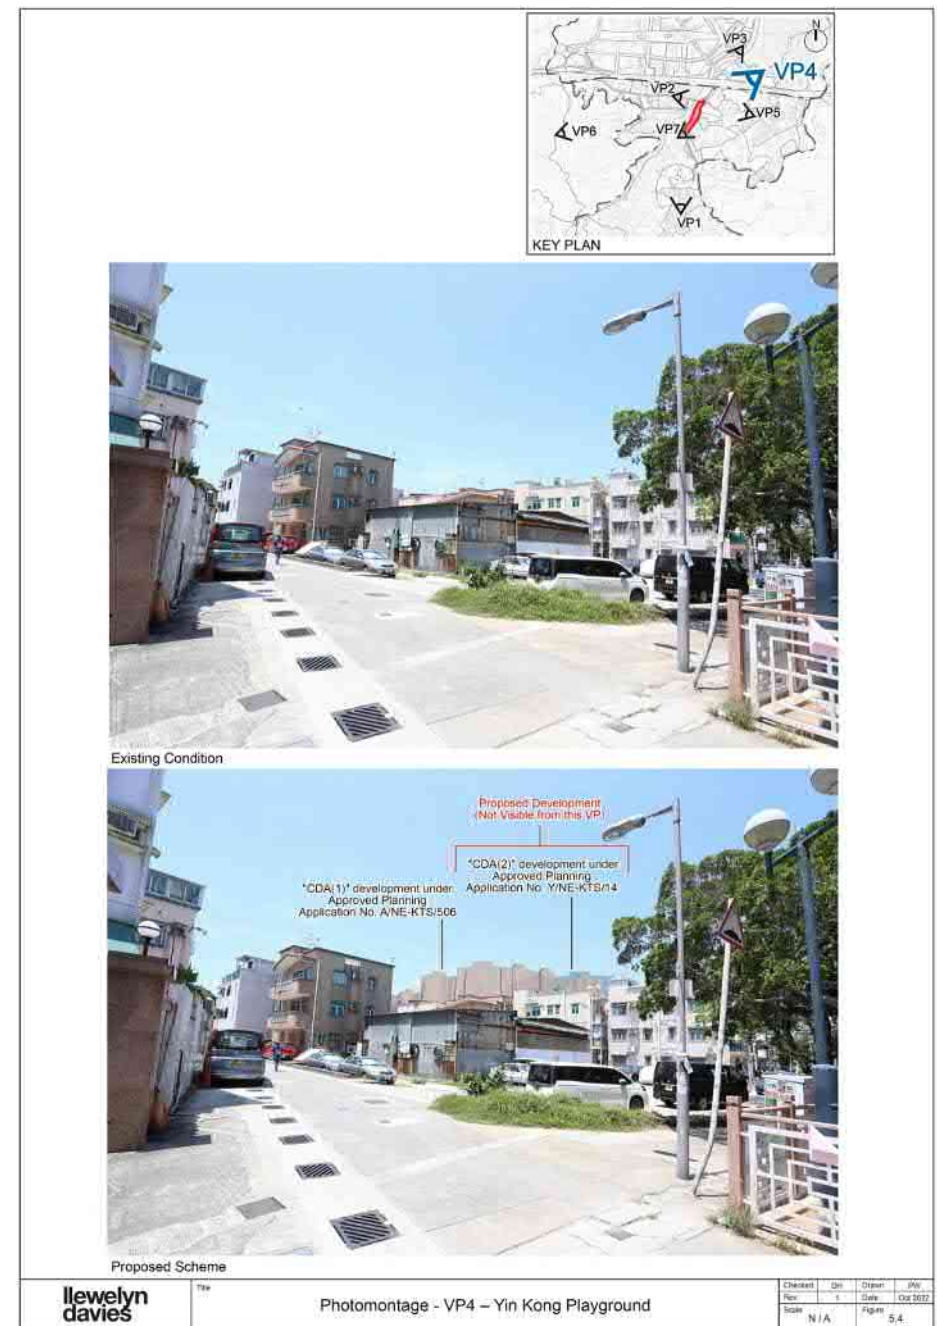 N
VP3
VP4
VP2
VP5
VP6
VP7
VP1
KEY PLAN
Existing Condition
Proposed Development
(Not Visible from this VP)
"CDA(2)" development under
Approved Planning
Application No. Y/NE-KTS/14
"CDA(1)" development under
Approved Planning
Application No. A/NE-KTS/506
Proposed Scheme
llewelyn
davies
Title
Photomontage - VP4 – Yin Kong Playground
Checked DH Drawn PW
Rev 1 Date Oct 2022
Scale N / A Figure 5.4